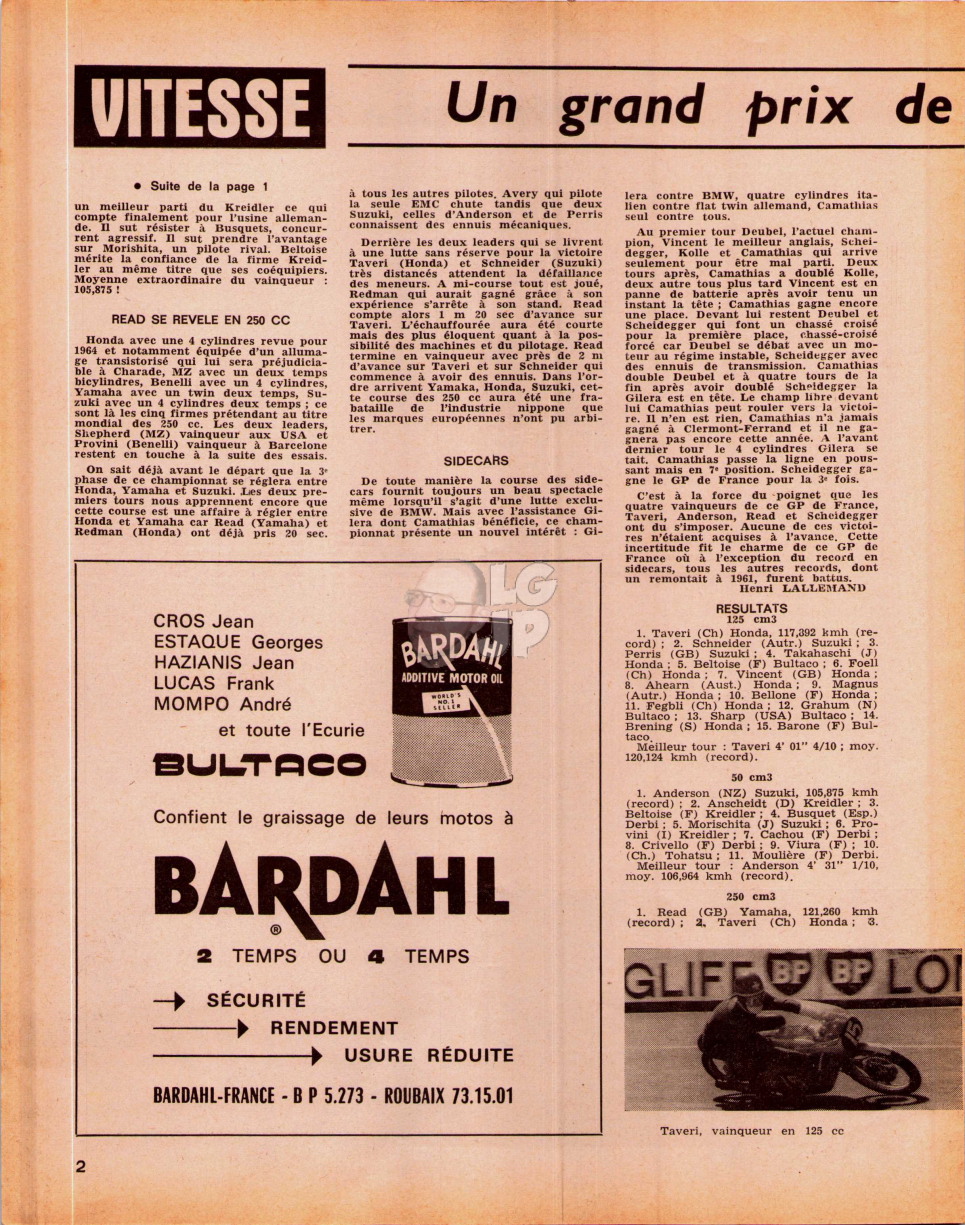 VITESSE
Un grand prix de
● Suite de la page 1
un meilleur parti du Kreidler ce qui
compte finalement pour l'usine alleman-
de. Il sut résister à Busquets, concur-
rent agressif. Il sut prendre l'avantage
sur Morishita, un pilote rival. Beltoise
mérite la confiance de la firme Kreid-
ler au même titre que ses coéquipiers.
Moyenne extraordinaire du vainqueur :
105,875 !
READ SE REVELE EN 250 CC
Honda avec une 4 cylindres revue pour
1964 et notamment équipée d'un alluma-
ge transistorisé qui lui sera préjudicia-
ble à Charade, MZ avec un deux temps
bicylindres, Benelli avec un 4 cylindres,
Yamaha avec un twin deux temps, Su-
zuki avec un 4 cylindres deux temps ; ce
sont là les cinq firmes prétendant au titre
mondial des 250 cc. Les deux leaders,
Shepherd (MZ) vainqueur aux USA et
Provini (Benelli) vainqueur à Barcelone
restent en touche à la suite des essais.
On sait déjà avant le départ que la 3e
phase de ce championnat se réglera entre
Honda, Yamaha et Suzuki. Les deux pre-
miers tours nous apprennent encore que
cette course est une affaire à régler entre
Honda et Yamaha car Read (Yamaha) et
Redman (Honda) ont déjà pris 20 sec.
à tous les autres pilotes. Avery qui pilote
la seule EMC chute tandis que deux
Suzuki, celles d'Anderson et de Perris
connaissent des ennuis mécaniques.
Derrière les deux leaders qui se livrent
à une lutte sans réserve pour la victoire
Taveri (Honda) et Schneider (Suzuki)
très distancés attendent la défaillance
des meneurs. A mi-course tout est joué,
Redman qui aurait gagné grâce à son
expérience s'arrête à son stand. Read
compte alors 1 m 20 sec d'avance sur
Taveri. L'échauffourée aura été courte
mais des plus éloquent quant à la pos-
sibilité des machines et du pilotage. Read
termine en vainqueur avec près de 2 m
d'avance sur Taveri et sur Schneider qui
commence à avoir des ennuis. Dans l'or-
dre arrivent Yamaka, Honda, Suzuki, cet-
te course des 250 cc aura été une fra-
bataille de l'industrie nippone que
les marques européennes n'ont pu arbi-
trer.
SIDECARS
De toute manière la course des side-
cars fournit toujours un beau spectacle
même lorsqu'il s'agit d'une lutte exclu-
sive de BMW. Mais avec l'assistance Gi-
lera dont Camathias bénéficie, ce cham-
pionnat présente un nouvel intérêt : Gi-
lera contre BMW, quatre cylindres ita-
lien contre flat twin allemand, Camathias
seul contre tous.
Au premier tour Deubel, l'actuel cham-
pion, Vincent le meilleur anglais, Schei-
degger, Kolle et Camathias qui arrive
seulement pour être mal parti. Deux
tours après, Camathias a doublé Kolle,
deux autre tous plus tard Vincent est en
panne de batterie après avoir tenu un
instant la tête ; Camathias gagne encore
une place. Devant lui restent Deubel et
Scheidegger qui font un chassé croisé
pour la première place, chassé-croisé
forcé car Deubel se débat avec un mo-
teur au régime instable, Scheidegger avec
des ennuis de transmission. Camathias
double Deubel et à quatre tours de la
fin après avoir doublé Scheidegger la
Gilera est en tête. Le champ libre devant
lui Camathias peut rouler vers la victoi-
re. Il n'en est rien, Camathias n'a jamais
gagné à Clermont-Ferrand et il ne ga-
gnera pas encore cette année. A l'avant
dernier tour le 4 cylindres Gilera se
tait. Camathias passe la ligne en pous-
sant mais en 7e position. Scheidegger ga-
gne le GP de France pour la 3e fois.
C'est à la force du poignet que les
quatre vainqueurs de ce GP de France,
Taveri, Anderson, Read et Scheidegger
ont du s'imposer. Aucune de ces victoi-
res n'étaient acquises à l'avance. Cette
incertitude fit le charme de ce GP de
France où à l'exception du record en
sidecars, tous les autres records, dont
un remontait à 1961, furent battus.
Henri LALLEMAND
RESULTATS
125 cm3
1. Taveri (Ch) Honda, 117,392 kmh (re-
cord) ; 2. Schneider (Autr.) Suzuki ; 3.
Perris (GB) Suzuki ; 4. Takahaschi (J)
Honda ; 5. Beltoise (F) Bultaco ; 6. Foell
(Ch) Honda ; 7. Vincent (GB) Honda ;
8. Ahearn (Aust.) Honda ; 9. Magnus
(Autr.) Honda ; 10. Bellone (F) Honda ;
11. Fegbli (Ch) Honda ; 12. Grahum (N)
Bultaco ; 13. Sharp (USA) Bultaco ; 14.
Brening (S) Honda ; 15. Barone (F) Bul-
taco.
Meilleur tour : Taveri 4' 01" 4/10 ; moy.
120,124 kmh (record).
50 cm3
1. Anderson (NZ) Suzuki, 105,875 kmh
(record) ; 2. Anscheidt (D) Kreidler ; 3.
Beltoise (F) Kreidler ; 4. Busquet (Esp.)
Derbi ; 5. Morischita (J) Suzuki ; 6. Pro-
vini (I) Kreidler ; 7. Cachou (F) Derbi ;
8. Crivello (F) Derbi ; 9. Viura (F) ; 10.
(Ch.) Tohatsu ; 11. Moulière (F) Derbi.
Meilleur tour : Anderson 4' 31" 1/10,
moy. 106,964 kmh (record).
250 cm3
1. Read (GB) Yamaha, 121,260 kmh
(record) ; 2. Taveri (Ch) Honda ; 3.
GLIFF BP BP LON
15
Taveri, vainqueur en 125 cc
CROS Jean
ESTAQUE Georges
HAZIANIS Jean
LUCAS Frank
MOMPO André
et toute l'Ecurie
BULTACO
LG
JP
BARDAHL
ADDITIVE MOTOR OIL
WORLD'S
NO. 1
SELLER
Confient le graissage de leurs motos à
BARDAHL
®
2 TEMPS OU 4 TEMPS
SÉCURITÉ
RENDEMENT
USURE RÉDUITE
BARDAHL-FRANCE - B P 5.273 - ROUBAIX 73.15.01
2